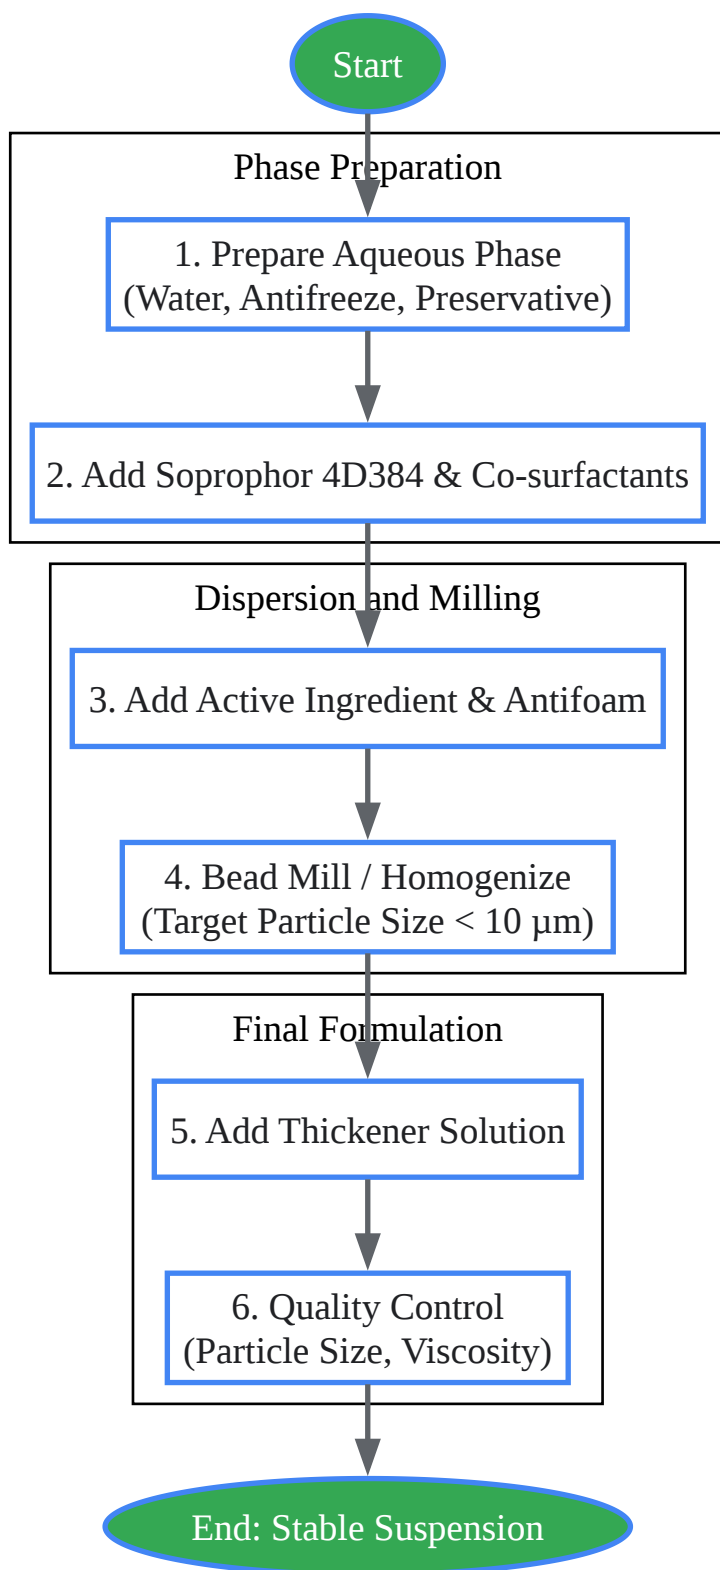 Start
Phase Preparation
1. Prepare Aqueous Phase
(Water, Antifreeze, Preservative)
2. Add Soprophor 4D384 & Co-surfactants
Dispersion and Milling
3. Add Active Ingredient & Antifoam
4. Bead Mill / Homogenize
(Target Particle Size < 10 µm)
Final Formulation
5. Add Thickener Solution
6. Quality Control
(Particle Size, Viscosity)
End: Stable Suspension